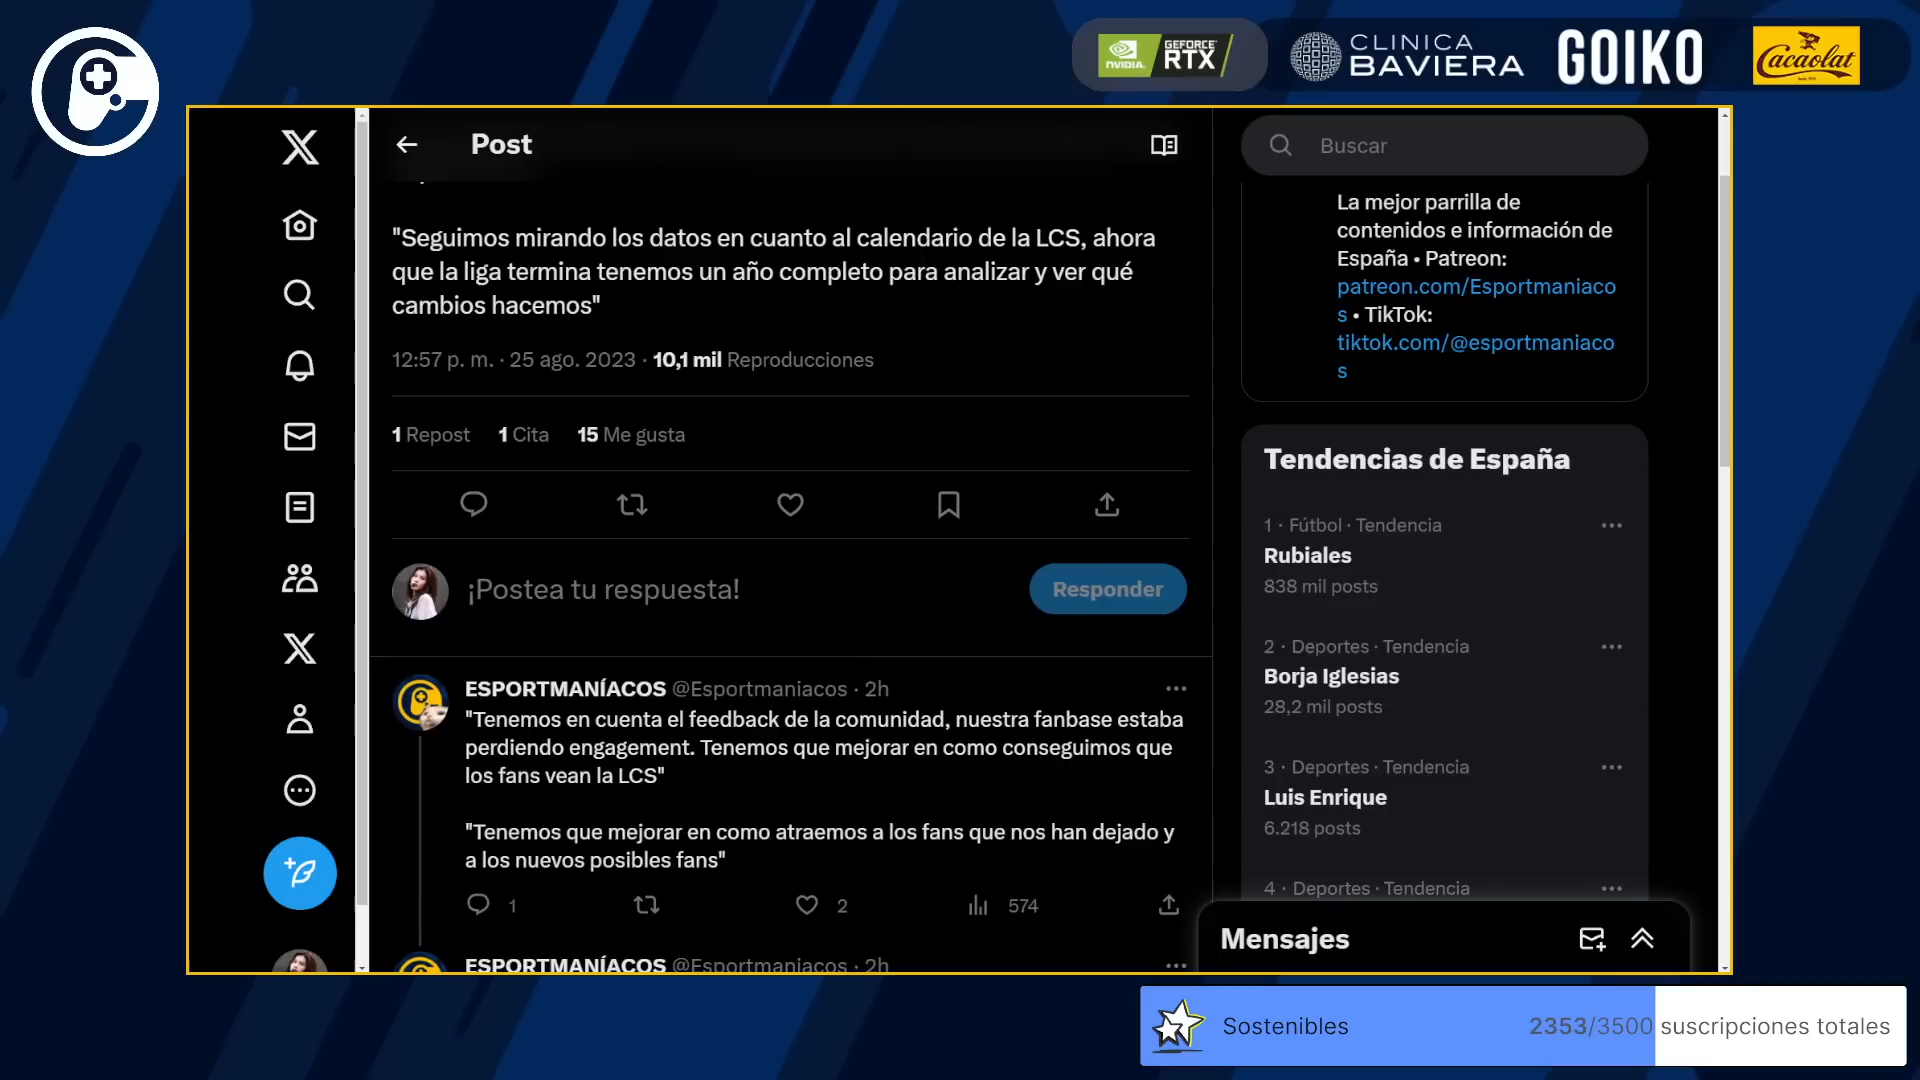 NVIDIA.
GEFORCE
RTX
CLINICA
BAVIERA
GOIKO
Cacaolat
Post
Buscar
"Seguimos mirando los datos en cuanto al calendario de la LCS, ahora
que la liga termina tenemos un año completo para analizar y ver qué
cambios hacemos"
12:57 p. m. · 25 ago. 2023 · 10,1 mil Reproducciones
1 Repost 1 Cita 15 Me gusta
¡Postea tu respuesta!
Responder
ESPORTMANÍACOS @Esportmaniacos · 2h
"Tenemos en cuenta el feedback de la comunidad, nuestra fanbase estaba
perdiendo engagement. Tenemos que mejorar en como conseguimos que
los fans vean la LCS"
"Tenemos que mejorar en como atraemos a los fans que nos han dejado y
a los nuevos posibles fans"
1 2 574
ESPORTMANÍACOS @Esportmaniacos · 2h
La mejor parrilla de
contenidos e información de
España • Patreon:
patreon.com/Esportmaniaco
s • TikTok:
tiktok.com/@esportmaniaco
s
Tendencias de España
1 · Fútbol · Tendencia
Rubiales
838 mil posts
2 · Deportes · Tendencia
Borja Iglesias
28,2 mil posts
3 · Deportes · Tendencia
Luis Enrique
6.218 posts
4 · Deportes · Tendencia
Mensajes
Sostenibles
2353/3500 suscripciones totales